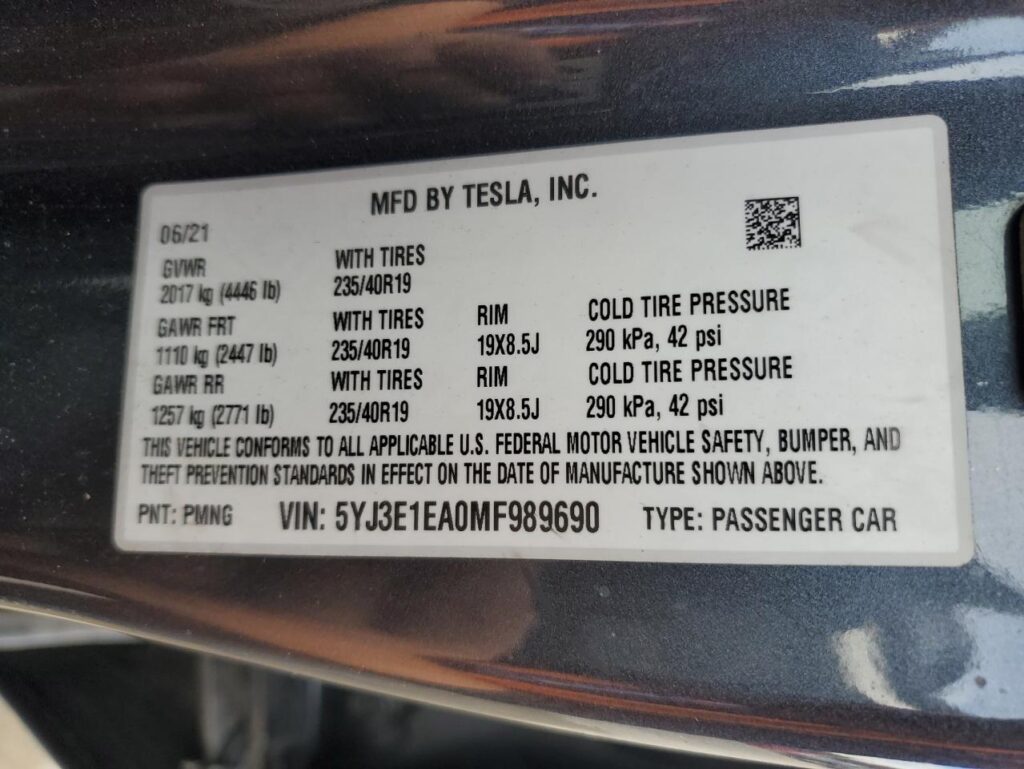 MFD BY TESLA, INC.
06/21
GVWR WITH TIRES
2017 kg (4446 lb) 235/40R19
GAWR FRT WITH TIRES RIM COLD TIRE PRESSURE
1110 kg (2447 lb) 235/40R19 19X8.5J 290 kPa, 42 psi
GAWR RR WITH TIRES RIM COLD TIRE PRESSURE
1257 kg (2771 lb) 235/40R19 19X8.5J 290 kPa, 42 psi
THIS VEHICLE CONFORMS TO ALL APPLICABLE U.S. FEDERAL MOTOR VEHICLE SAFETY, BUMPER, AND
THEFT PREVENTION STANDARDS IN EFFECT ON THE DATE OF MANUFACTURE SHOWN ABOVE.
PNT: PMNG VIN: 5YJ3E1EA0MF989690 TYPE: PASSENGER CAR